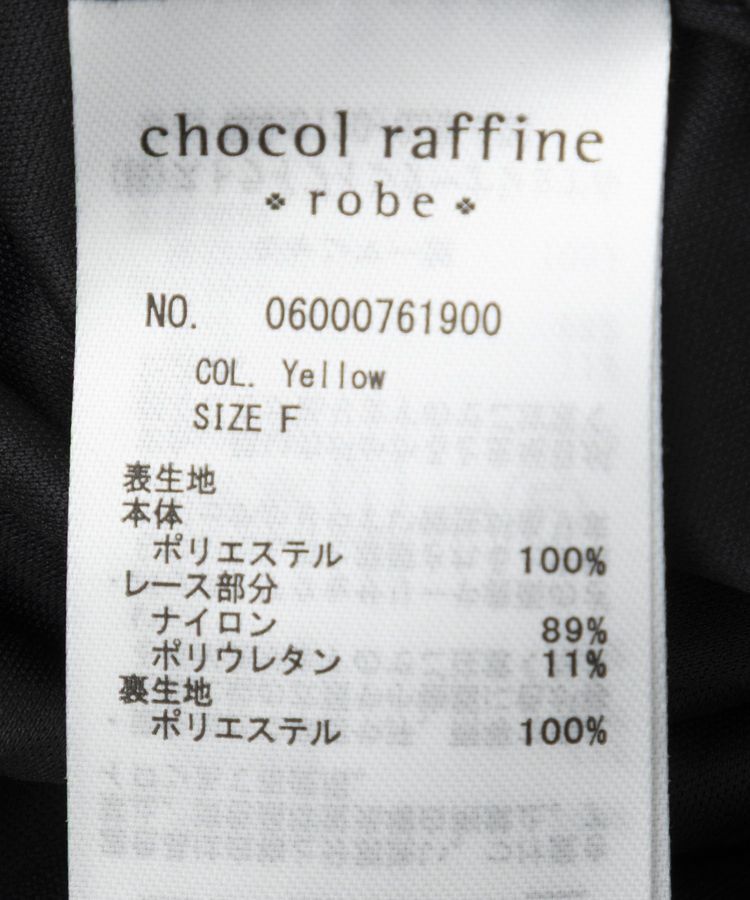 chocol raffine
robe
NO. 06000761900
COL. Yellow
SIZE F
表生地
本体
ポリエステル 100%
レース部分
ナイロン 89%
ポリウレタン 11%
裏生地
ポリエステル 100%